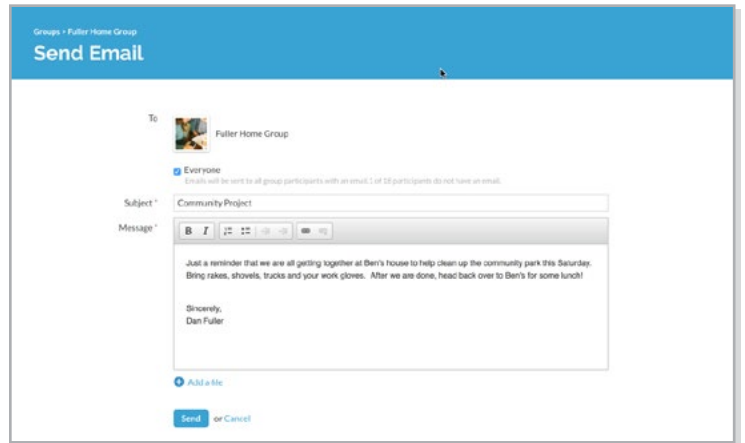 Groups > Fuller Home Group
Send Email
To
Fuller Home Group
Everyone
Emails will be sent to all group participants with an email. 1 of 18 participants do not have an email.
Subject *
Community Project
Message *
B I
Just a reminder that we are all getting together at Ben's house to help clean up the community park this Saturday.
Bring rakes, shovels, trucks and your work gloves. After we are done, head back over to Ben's for some lunch!
Sincerely,
Dan Fuller
Add a file
Send or Cancel